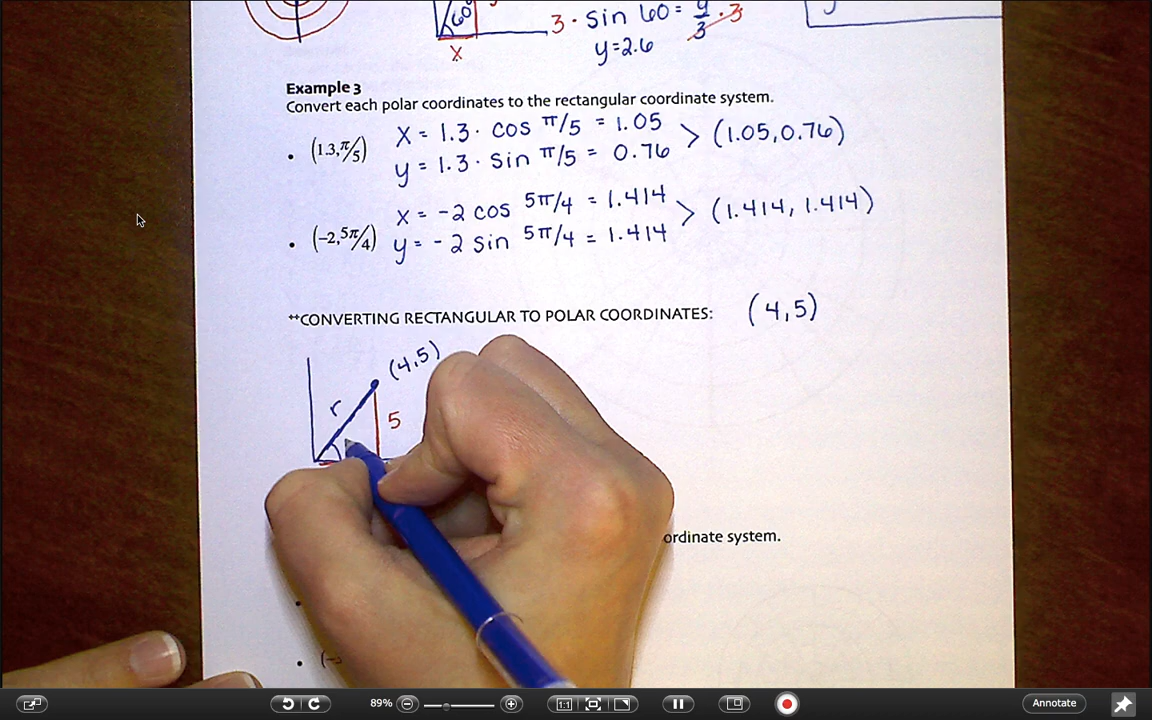 60°
x
3 · sin 60 = y/3 · 3
y=2.6
Example 3
Convert each polar coordinates to the rectangular coordinate system.
• (1.3,π/5)
x = 1.3 · cos π/5 = 1.05
y = 1.3 · sin π/5 = 0.76
> (1.05,0.76)
• (−2,5π/4)
x = -2 cos 5π/4 = 1.414
y = -2 sin 5π/4 = 1.414
> (1.414, 1.414)
**CONVERTING RECTANGULAR TO POLAR COORDINATES: (4,5)
(4,5)
r
5
ordinate system.
89%
1:1
Annotate